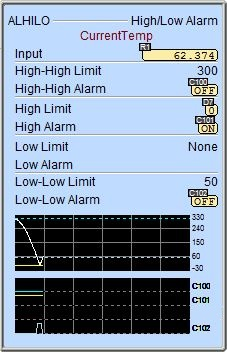 ALHILO High/Low Alarm
CurrentTemp
Input R1 62.374
High-High Limit 300
High-High Alarm C100 OFF
High Limit D7 0
High Alarm C101 ON
Low Limit None
Low Alarm
Low-Low Limit 50
Low-Low Alarm C102 OFF
330
240
150
60
-30
C100
C101
C102